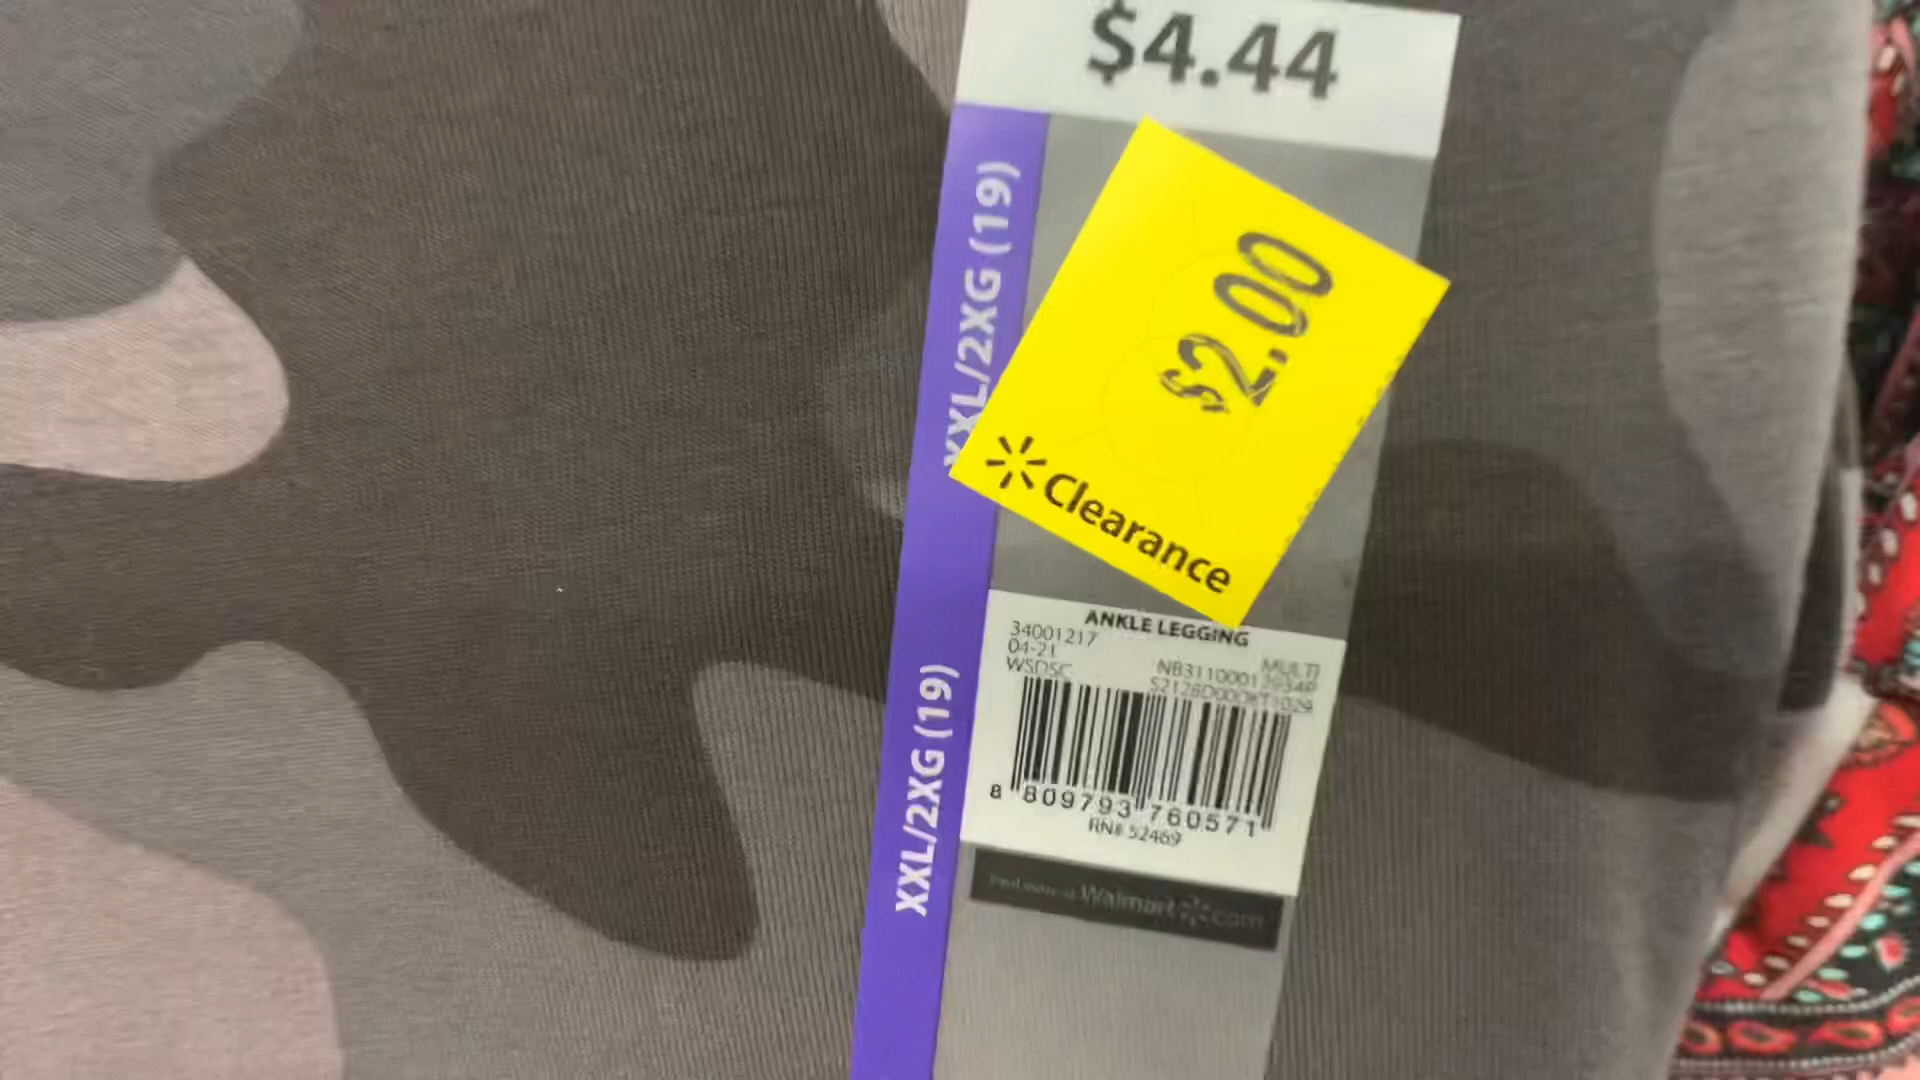 $4.44
XXL/2XG (19)
$2.00
Clearance
ANKLE LEGGING
34001217
04-21
MULTI
WSDSC
8 809793 760571
RN# 52469
XXL/2XG (19)
Walmart.com